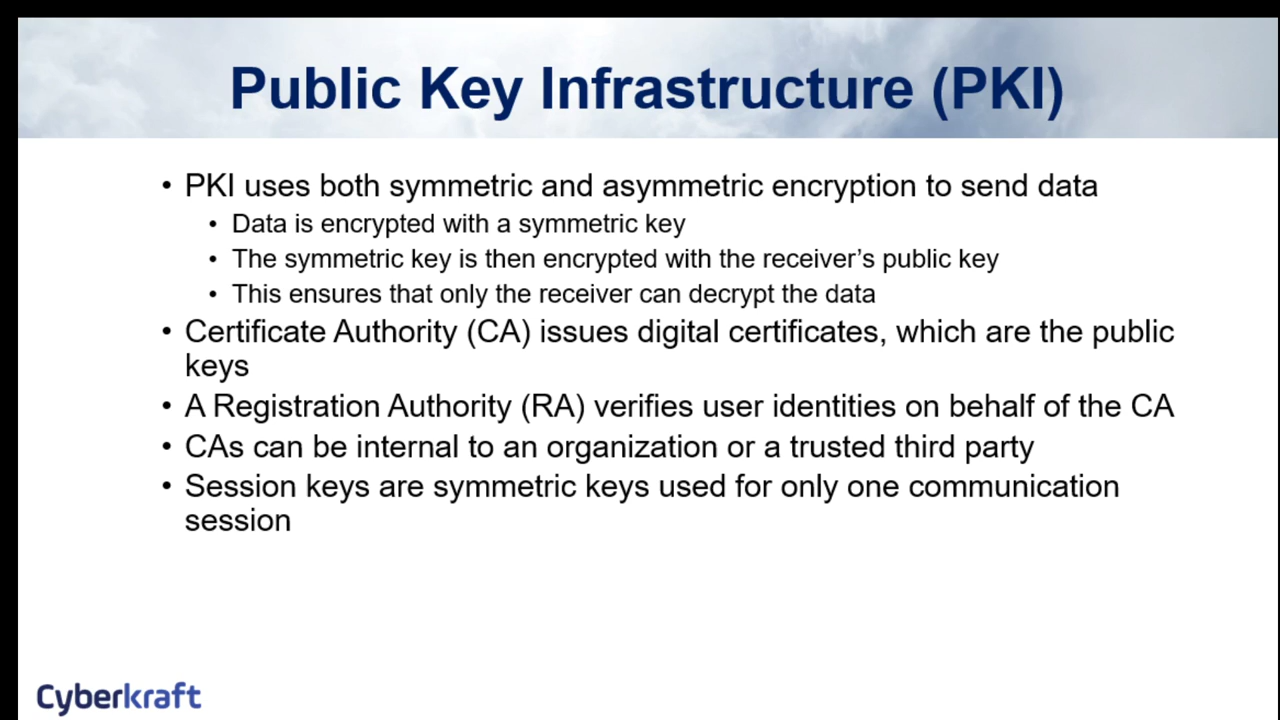 Public Key Infrastructure (PKI)
• PKI uses both symmetric and asymmetric encryption to send data
• Data is encrypted with a symmetric key
• The symmetric key is then encrypted with the receiver's public key
• This ensures that only the receiver can decrypt the data
• Certificate Authority (CA) issues digital certificates, which are the public
keys
• A Registration Authority (RA) verifies user identities on behalf of the CA
• CAs can be internal to an organization or a trusted third party
• Session keys are symmetric keys used for only one communication
session
Cyberkraft